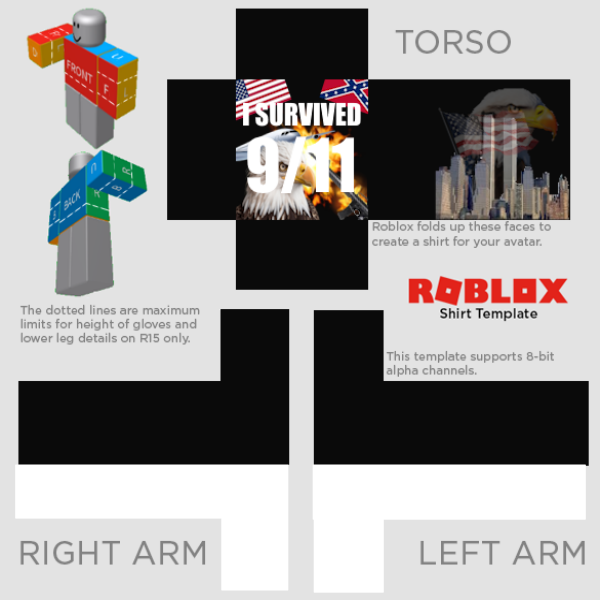 TORSO
FRONT
R
F
L
D
U
I SURVIVED
9/11
BACK
Roblox folds up these faces to
create a shirt for your avatar.
ROBLOX
Shirt Template
The dotted lines are maximum
limits for height of gloves and
lower leg details on R15 only.
This template supports 8-bit
alpha channels.
RIGHT ARM
LEFT ARM